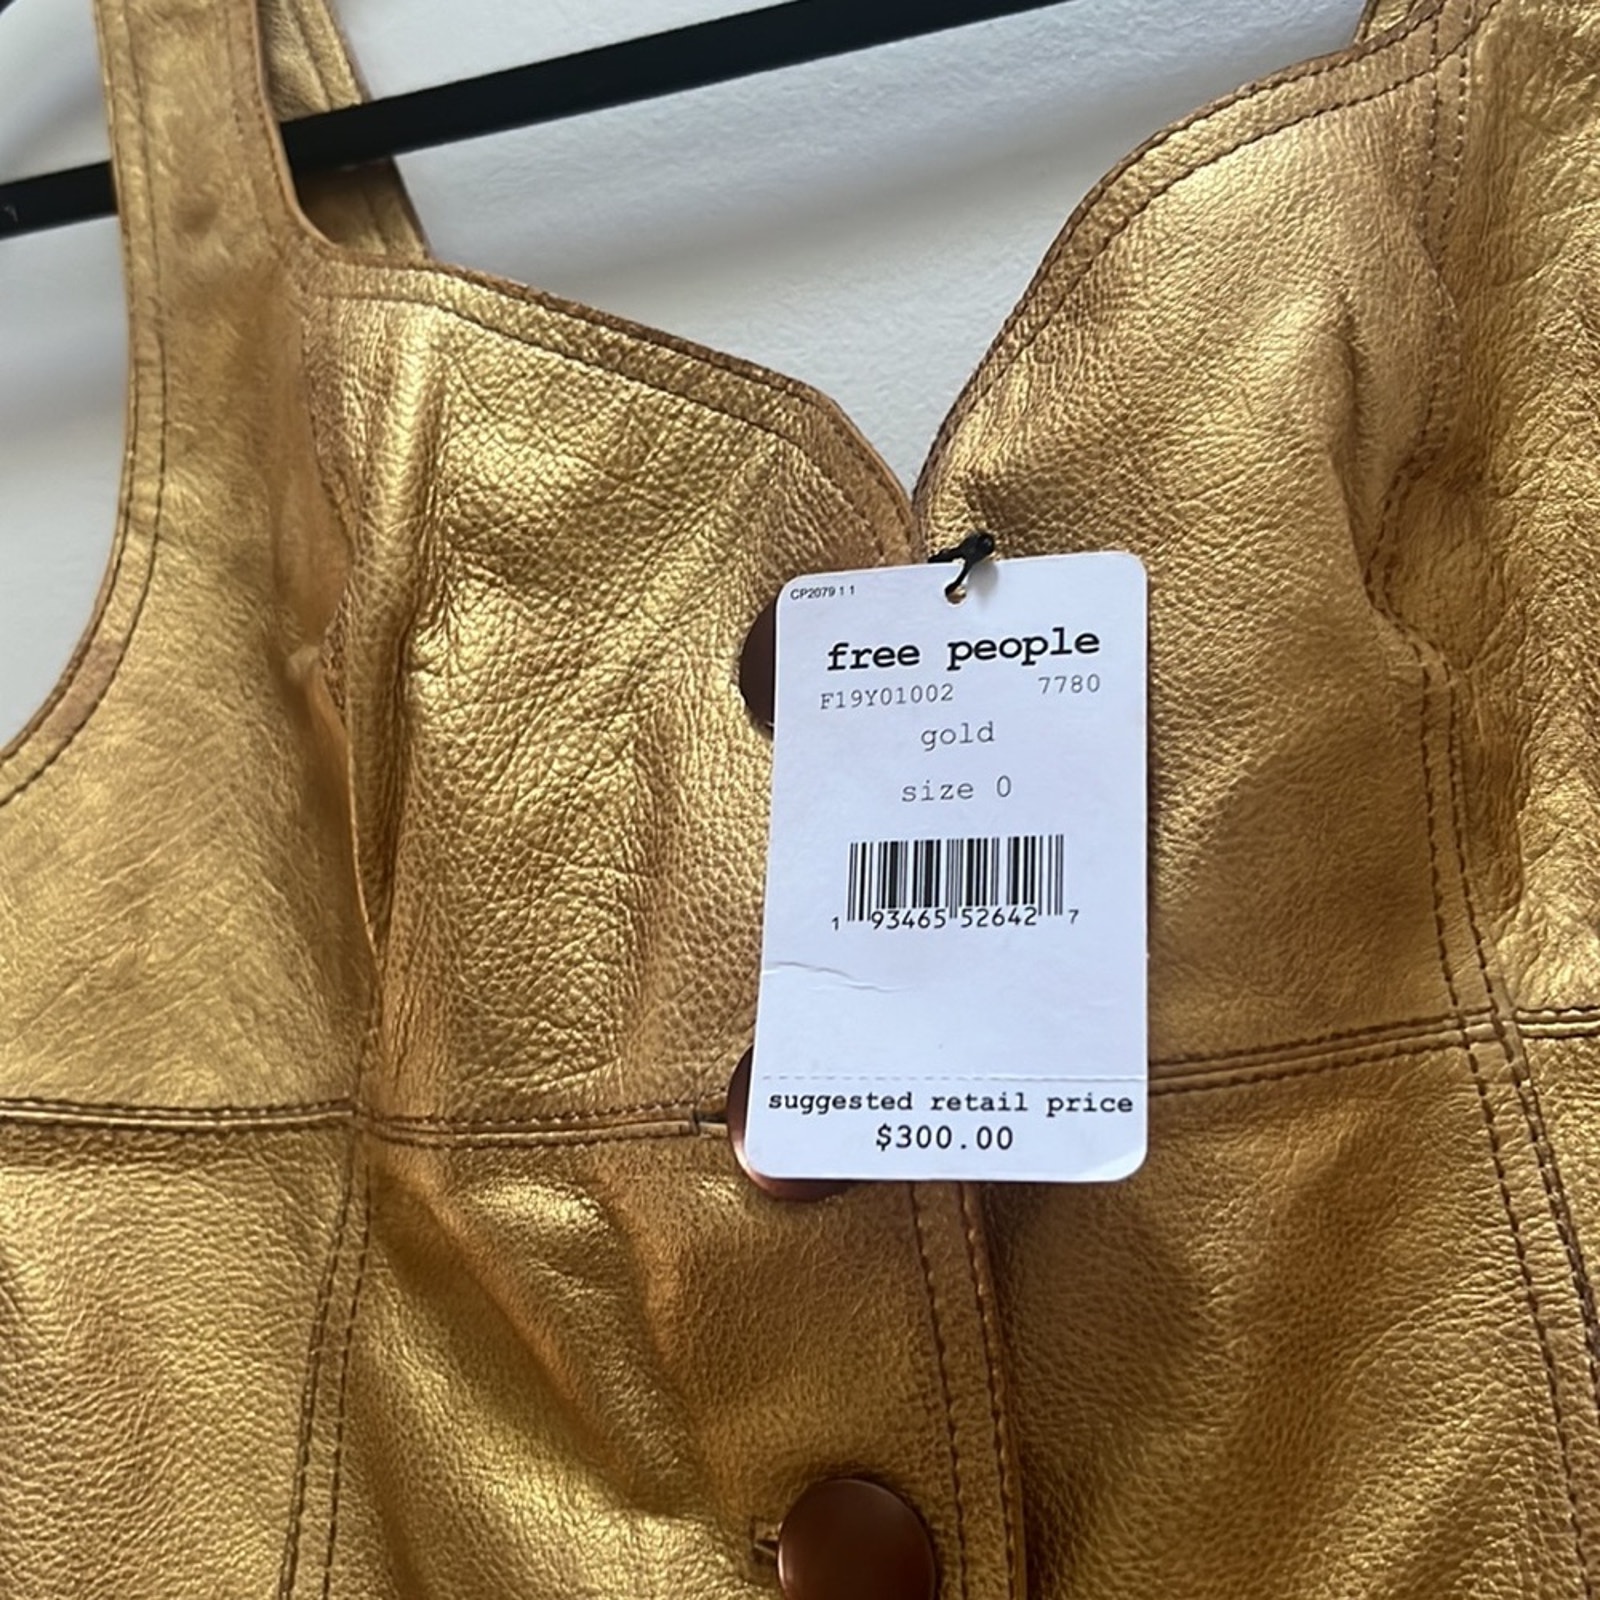 CP2079 1 1
free people
F19Y01002 7780
gold
size 0
1 93465 52642 7
suggested retail price
$300.00